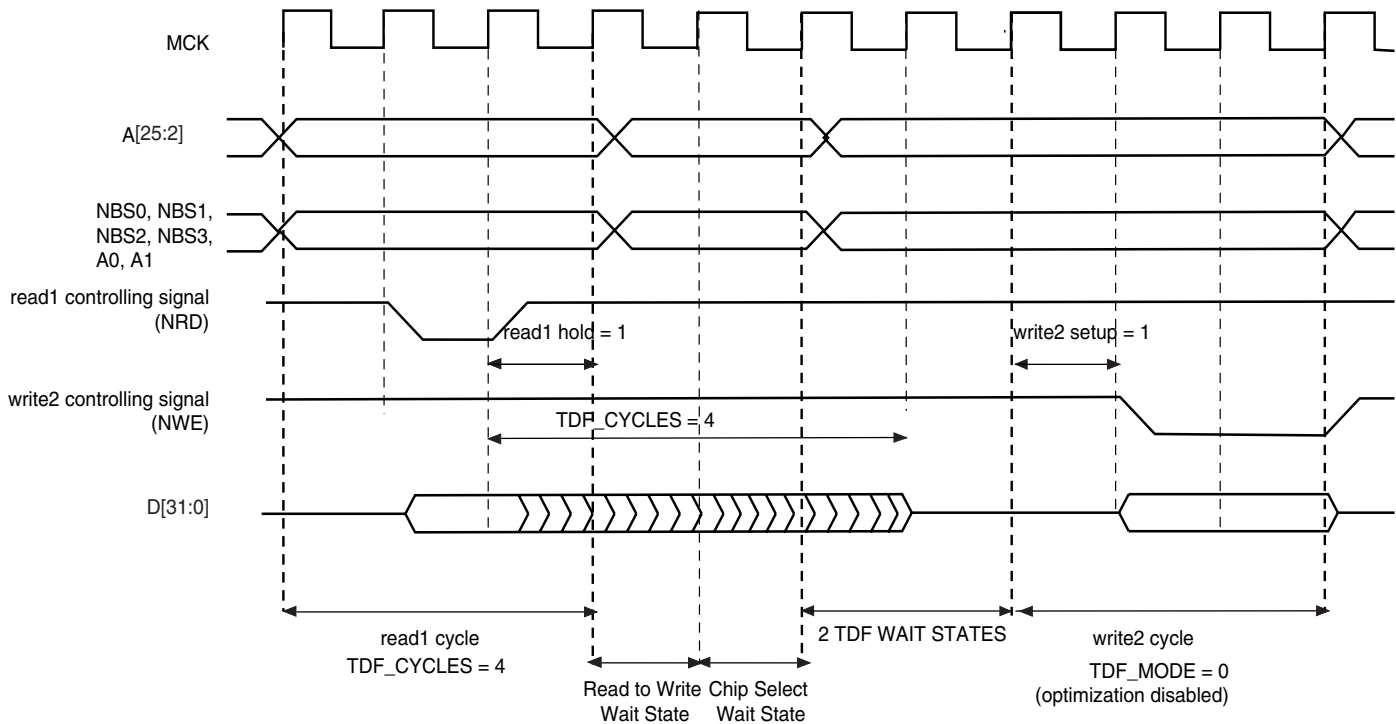 MCK
A[25:2]
NBS0, NBS1,
NBS2, NBS3,
A0, A1
read1 controlling signal
(NRD)
read1 hold = 1
write2 setup = 1
write2 controlling signal
(NWE)
TDF_CYCLES = 4
D[31:0]
read1 cycle
TDF_CYCLES = 4
2 TDF WAIT STATES
write2 cycle
TDF_MODE = 0
(optimization disabled)
Read to Write
Wait State
Chip Select
Wait State